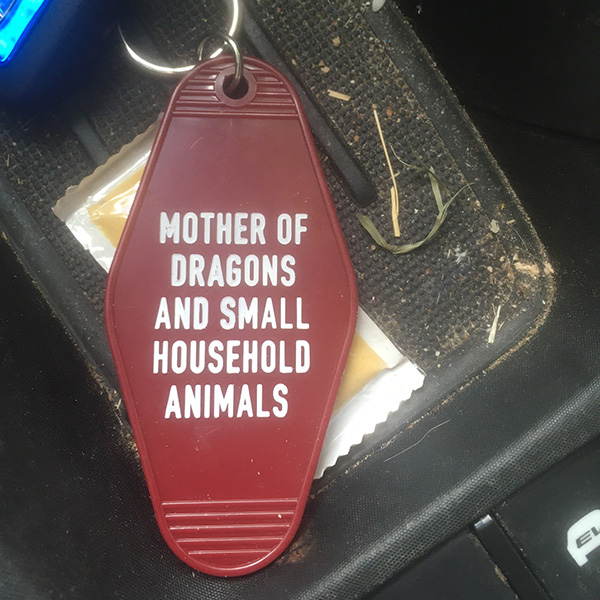 MOTHER OF
DRAGONS
AND SMALL
HOUSEHOLD
ANIMALS